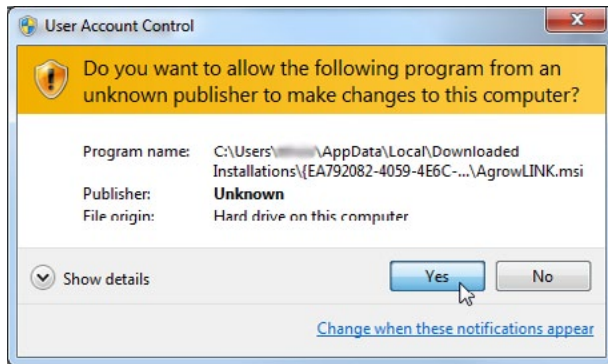 User Account Control
Do you want to allow the following program from an
unknown publisher to make changes to this computer?
Program name: C:\Users\ \AppData\Local\Downloaded
Installations\{EA792082-4059-4E6C-...\AgrowLINK.msi
Publisher: Unknown
File origin: Hard drive on this computer
Show details
Yes No
Change when these notifications appear